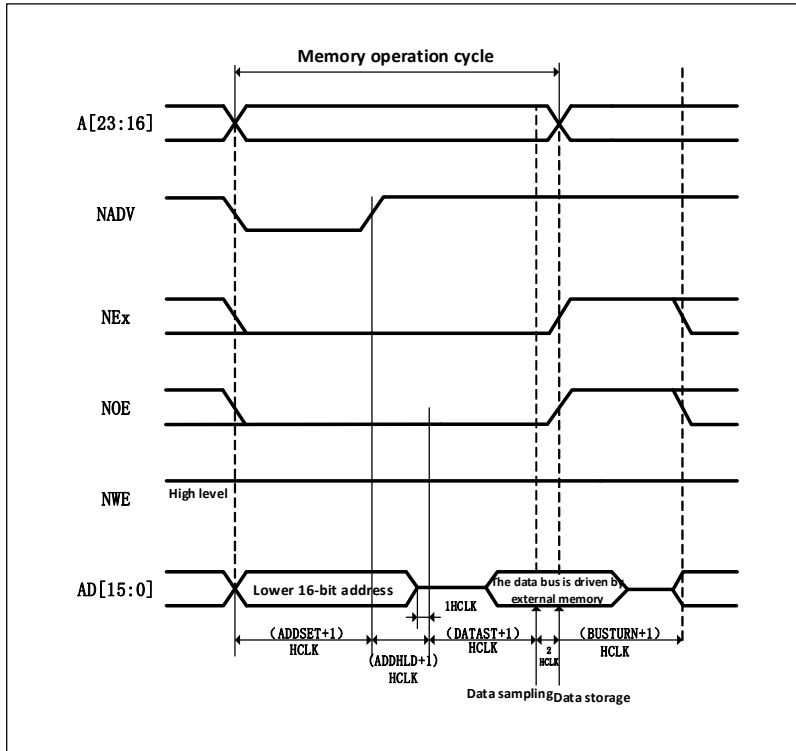 Memory operation cycle
A[23:16]
NADV
NEx
NOE
NWE
High level
AD[15:0]
Lower 16-bit address
The data bus is driven by
external memory
1HCLK
(ADDSET+1)
HCLK
(ADDHLD+1)
HCLK
(DATAST+1)
HCLK
2
HCLK
(BUSTURN+1)
HCLK
Data sampling
Data storage